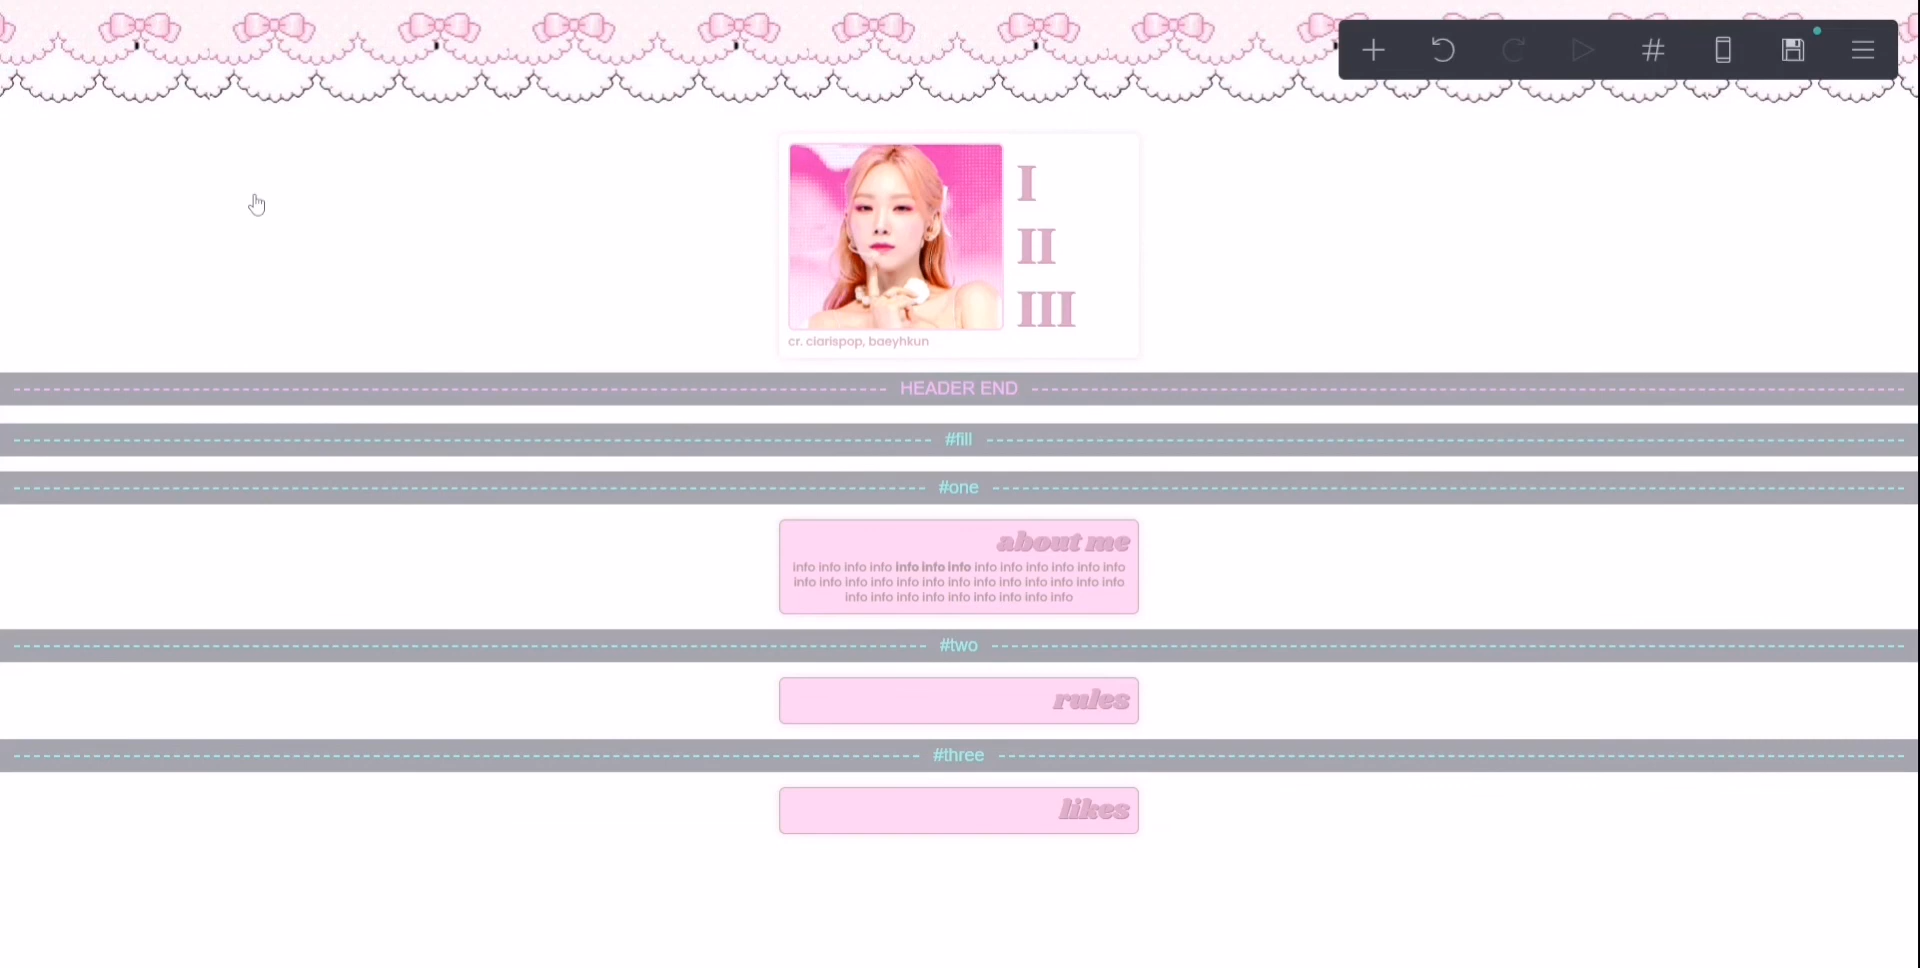 I
II
III
cr. ciarispop, baeyhkun
HEADER END
#fill
#one
about me
info info info info info info info info info info info info info
info info info info info info info info info info info info info
info info info info info info info info info
#two
rules
#three
likes